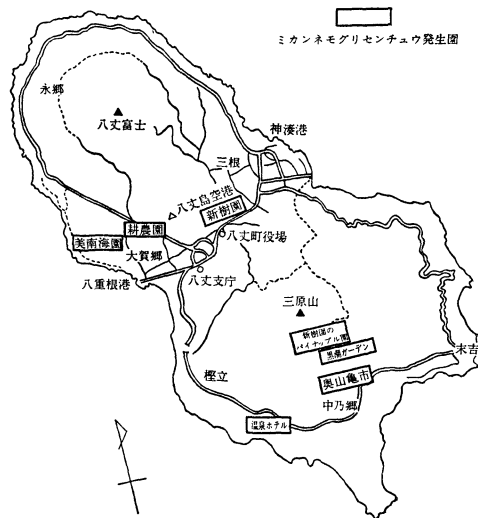 ミカンネモグリセンチュウ発生園
永郷
八丈富士
神湊港
三根
八丈島空港
新樹園
耕農園
美南海園
八丈町役場
大賀郷
八重根港
八丈支庁
三原山
新樹園の
パイナップル園
黒潮ガーデン
末吉
奥山亀市
樫立
中乃郷
温泉ホテル